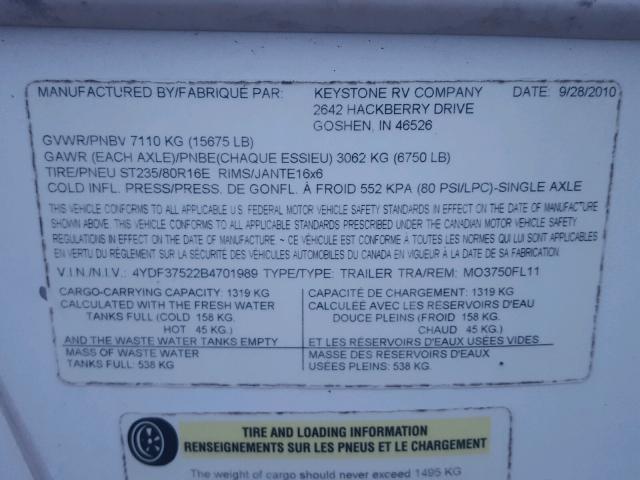 MANUFACTURED BY/FABRIQUÉ PAR: KEYSTONE RV COMPANY DATE: 9/28/2010
2642 HACKBERRY DRIVE
GOSHEN, IN 46526
GVWR/PNBV 7110 KG (15675 LB)
GAWR (EACH AXLE)/PNBE(CHAQUE ESSIEU) 3062 KG (6750 LB)
TIRE/PNEU ST235/80R16E RIMS/JANTE16x6
COLD INFL. PRESS/PRESS. DE GONFL. À FROID 552 KPA (80 PSI/LPC)-SINGLE AXLE
THIS VEHICLE CONFORMS TO ALL APPLICABLE U.S. FEDERAL MOTOR VEHICLE SAFETY STANDARDS IN EFFECT ON THE DATE OF MANUFACTURE
SHOWN ABOVE. THIS VEHICLE CONFORMS TO ALL APPLICABLE STANDARDS PRESCRIBED UNDER THE CANADIAN MOTOR VEHICLE SAFETY
REGULATIONS IN EFFECT ON THE DATE OF MANUFACTURE ~ CE VÉHICULE EST CONFORME À TOUTES LES NORMES QUI LUI SONT APPLICABLES
EN VERTU DU RÈGLEMENT SUR LA SÉCURITÉ DES VÉHICULES AUTOMOBILES DU CANADA EN VIGUEUR À LA DATE DE SA FABRICATION
V.I.N./N.I.V.: 4YDF37522B4701989 TYPE/TYPE: TRAILER TRA/REM: MO3750FL11
CARGO-CARRYING CAPACITY: 1319 KG
CALCULATED WITH THE FRESH WATER
TANKS FULL (COLD 158 KG.
HOT 45 KG.)
AND THE WASTE WATER TANKS EMPTY
MASS OF WASTE WATER
TANKS FULL: 538 KG
CAPACITÉ DE CHARGEMENT: 1319 KG
CALCULÉE AVEC LES RÉSERVOIRS D'EAU
DOUCE PLEINS (FROID 158 KG.
CHAUD 45 KG.)
ET LES RÉSERVOIRS D'EAUX USÉES VIDES
MASSE DES RÉSERVOIRS D'EAUX
USÉES PLEINS: 538 KG.
TIRE AND LOADING INFORMATION
RENSEIGNEMENTS SUR LES PNEUS ET LE CHARGEMENT
The weight of cargo should never exceed 1495 KG